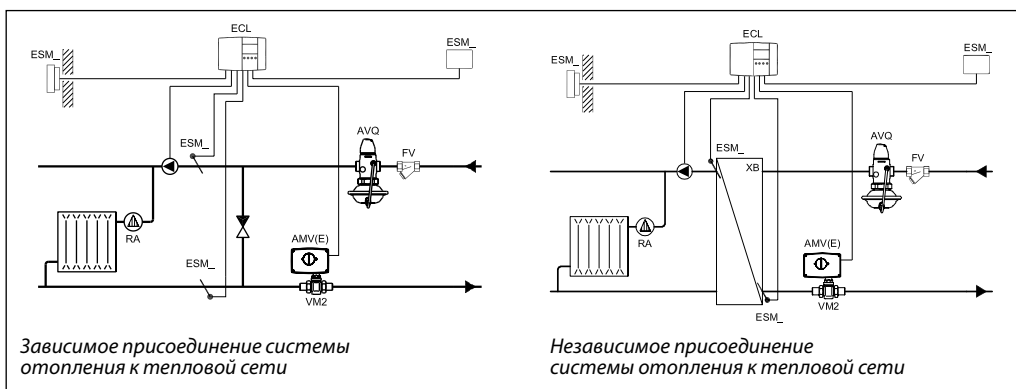 ECL
ESM_
ESM_
ESM_
AVQ
FV
RA
AMV(E)
ESM_
VM2
Зависимое присоединение системы
отопления к тепловой сети
ECL
ESM_
ESM_
ESM_
XB
AVQ
FV
RA
AMV(E)
VM2
ESM_
Независимое присоединение
системы отопления к тепловой сети